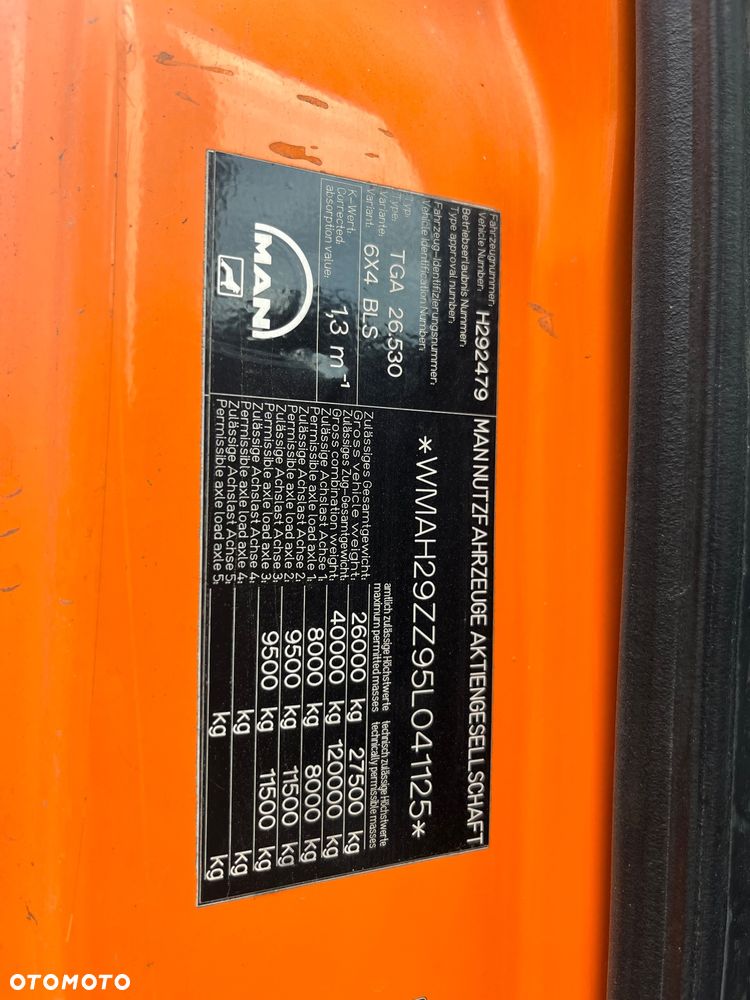 Fahrzeugnummer:
Vehicle Number: H292479 MAN NUTZFAHRZEUGE AKTIENGESELLSCHAFT
Betriebserlaubnis Nummer:
Type approval number:
Fahrzeug-Identifizierungsnummer:
Vehicle Identification Number: *WMAH29ZZ95L041125*
Typ:
Type: TGA 26.530
Variante:
Variant: 6X4 BLS
K-Wert:
Corrected
absorption value: 1,3 m⁻¹
MAN
amtlich zulässige Höchstwerte technisch zulässige Höchstwerte
maximum permitted masses technically permissible masses
Zulässiges Gesamtgewicht:
Gross vehicle weight: 26000 kg 27500 kg
Zulässiges Zug-Gesamtgewicht:
Gross combination weight: 40000 kg 120000 kg
Zulässige Achslast Achse 1:
Permissible axle load axle 1: 8000 kg 8000 kg
Zulässige Achslast Achse 2:
Permissible axle load axle 2: 9500 kg 11500 kg
Zulässige Achslast Achse 3:
Permissible axle load axle 3: 9500 kg 11500 kg
Zulässige Achslast Achse 4:
Permissible axle load axle 4: kg kg
Zulässige Achslast Achse 5:
Permissible axle load axle 5: kg kg
OTOMOTO